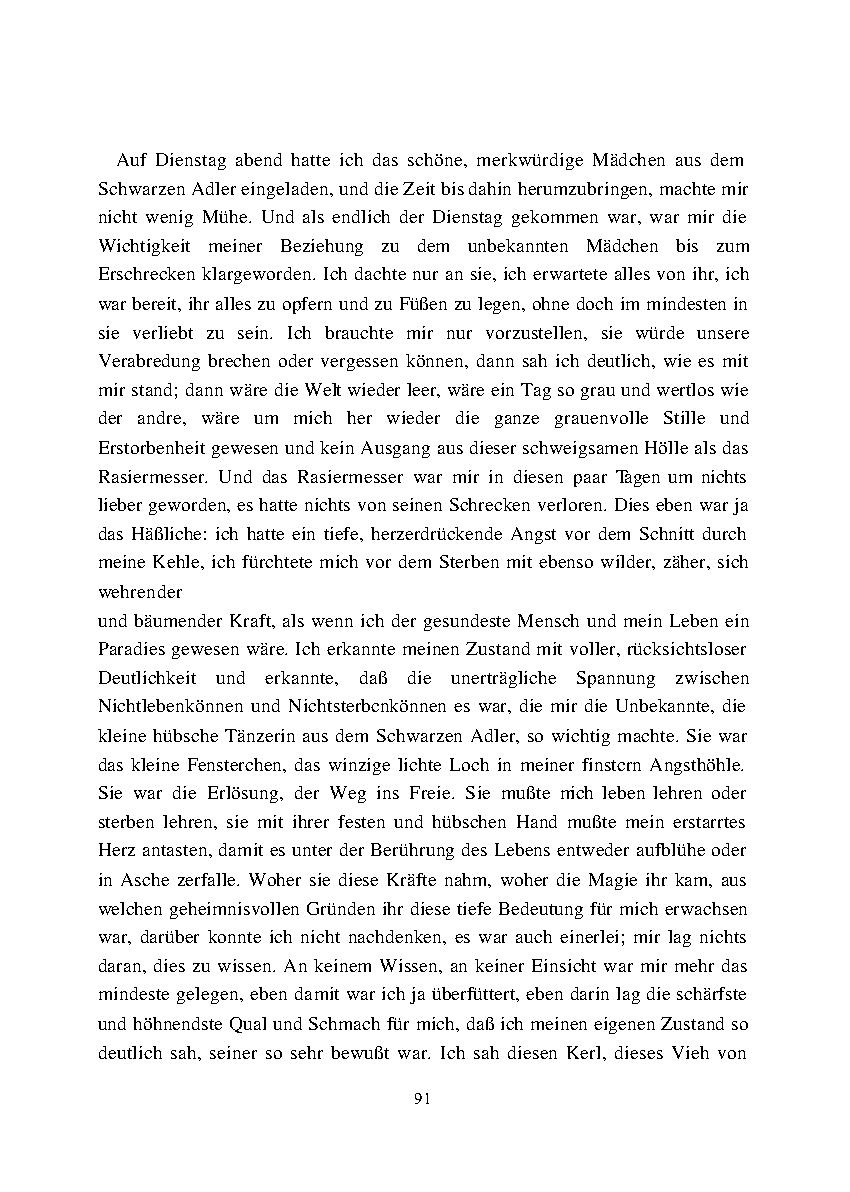 Auf Dienstag abend hatte ich das schöne, merkwürdige Mädchen aus dem
Schwarzen Adler eingeladen, und die Zeit bis dahin herumzubringen, machte mir
nicht wenig Mühe. Und als endlich der Dienstag gekommen war, war mir die
Wichtigkeit meiner Beziehung zu dem unbekannten Mädchen bis zum
Erschrecken klargeworden. Ich dachte nur an sie, ich erwartete alles von ihr, ich
war bereit, ihr alles zu opfern und zu Füßen zu legen, ohne doch im mindesten in
sie verliebt zu sein. Ich brauchte mir nur vorzustellen, sie würde unsere
Verabredung brechen oder vergessen können, dann sah ich deutlich, wie es mit
mir stand; dann wäre die Welt wieder leer, wäre ein Tag so grau und wertlos wie
der andre, wäre um mich her wieder die ganze grauenvolle Stille und
Erstorbenheit gewesen und kein Ausgang aus dieser schweigsamen Hölle als das
Rasiermesser. Und das Rasiermesser war mir in diesen paar Tagen um nichts
lieber geworden, es hatte nichts von seinen Schrecken verloren. Dies eben war ja
das Häßliche: ich hatte ein tiefe, herzerdrückende Angst vor dem Schnitt durch
meine Kehle, ich fürchtete mich vor dem Sterben mit ebenso wilder, zäher, sich
wehrender
und bäumender Kraft, als wenn ich der gesundeste Mensch und mein Leben ein
Paradies gewesen wäre. Ich erkannte meinen Zustand mit voller, rücksichtsloser
Deutlichkeit und erkannte, daß die unerträgliche Spannung zwischen
Nichtlebenkönnen und Nichtsterbcnkönnen es war, die mir die Unbekannte, die
kleine hübsche Tänzerin aus dem Schwarzen Adler, so wichtig machte. Sie war
das kleine Fensterchen, das winzige lichte Loch in meiner finstcrn Angsthöhle.
Sie war die Erlösung, der Weg ins Freie. Sie mußte mich leben lehren oder
sterben lehren, sie mit ihrer festen und hübschen Hand mußte mein erstarrtes
Herz antasten, damit es unter der Berührung des Lebens entweder aufblühe oder
in Asche zerfalle. Woher sie diese Kräfte nahm, woher die Magie ihr kam, aus
welchen geheimnisvollen Gründen ihr diese tiefe Bedeutung für mich erwachsen
war, darüber konnte ich nicht nachdenken, es war auch einerlei; mir lag nichts
daran, dies zu wissen. An keinem Wissen, an keiner Einsicht war mir mehr das
mindeste gelegen, eben damit war ich ja überfüttert, eben darin lag die schärfste
und höhnendste Qual und Schmach für mich, daß ich meinen eigenen Zustand so
deutlich sah, seiner so sehr bewußt war. Ich sah diesen Kerl, dieses Vieh von
91